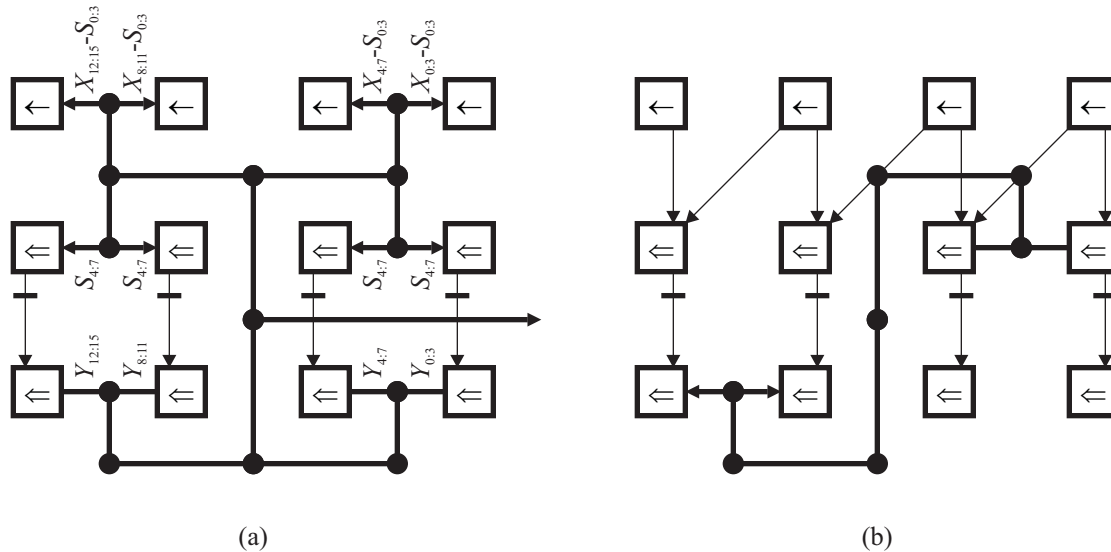 X12:15-S0:3
X8:11-S0:3
X4:7-S0:3
X0:3-S0:3
← ← ← ← ← ← ← ←
S4:7
S4:7
S4:7
S4:7
⇐ ⇐ ⇐ ⇐ ⇐ ⇐ ⇐ ⇐
Y12:15
Y8:11
Y4:7
Y0:3
⇐ ⇐ ⇐ ⇐ ⇐ ⇐ ⇐ ⇐
(a)
(b)